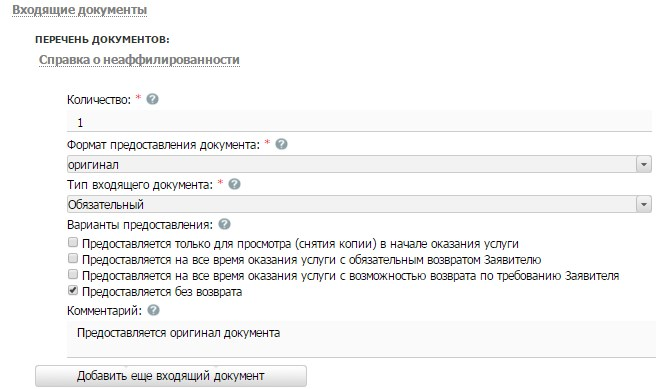 Входящие документы
ПЕРЕЧЕНЬ ДОКУМЕНТОВ:
Справка о неаффилированности
Количество: * ?
1
Формат предоставления документа: * ?
оригинал
Тип входящего документа: * ?
Обязательный
Варианты предоставления: ?
Предоставляется только для просмотра (снятия копии) в начале оказания услуги
Предоставляется на все время оказания услуги с обязательным возвратом Заявителю
Предоставляется на все время оказания услуги с возможностью возврата по требованию Заявителя
Предоставляется без возврата
Комментарий: ?
Предоставляется оригинал документа
Добавить еще входящий документ